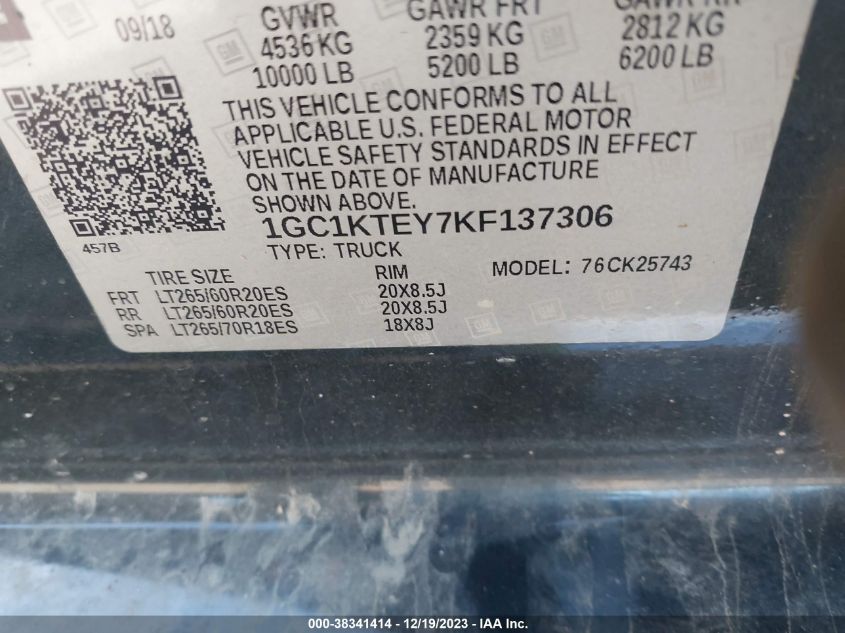 09/18 GVWR GAWR FRT GAWR RR
4536 KG 2359 KG 2812 KG
10000 LB 5200 LB 6200 LB
THIS VEHICLE CONFORMS TO ALL
APPLICABLE U.S. FEDERAL MOTOR
VEHICLE SAFETY STANDARDS IN EFFECT
ON THE DATE OF MANUFACTURE
SHOWN ABOVE.
1GC1KTEY7KF137306
457B
TYPE: TRUCK
TIRE SIZE RIM MODEL: 76CK25743
FRT LT265/60R20ES 20X8.5J
RR LT265/60R20ES 20X8.5J
SPA LT265/70R18ES 18X8J
000-38341414 - 12/19/2023 - IAA Inc.